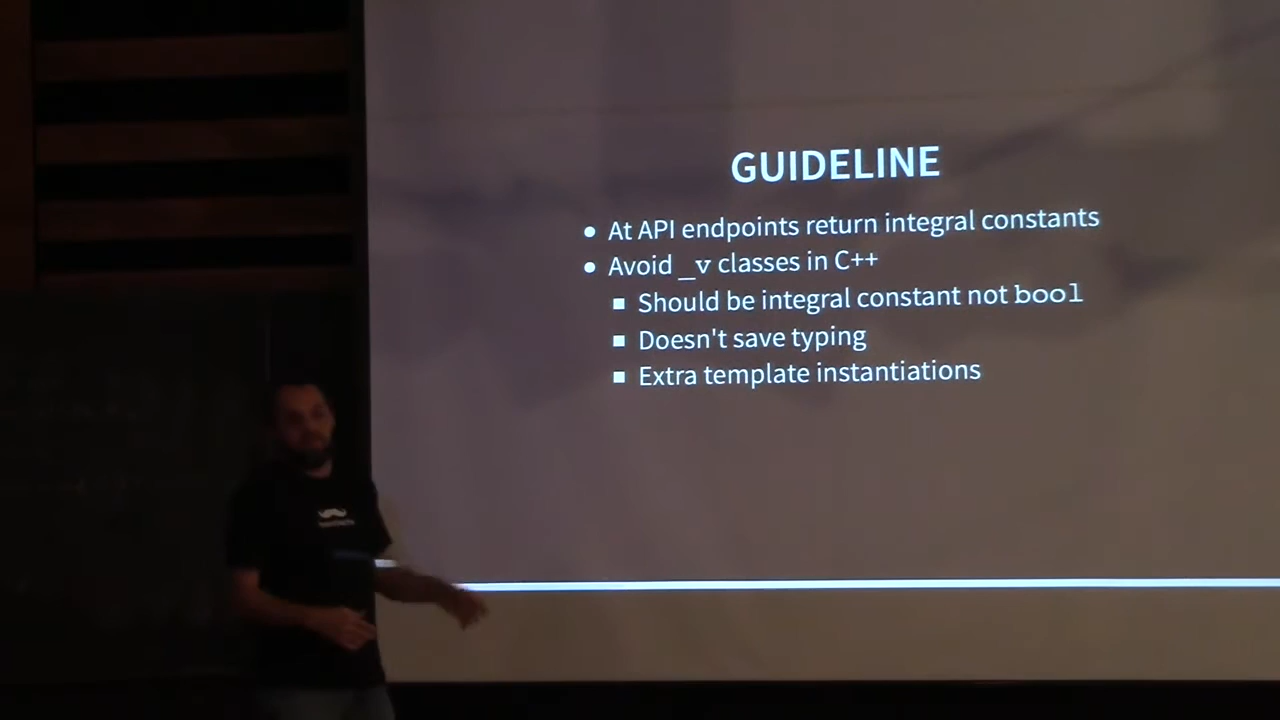 GUIDELINE
• At API endpoints return integral constants
• Avoid _v classes in C++
▪ Should be integral constant not bool
▪ Doesn't save typing
▪ Extra template instantiations